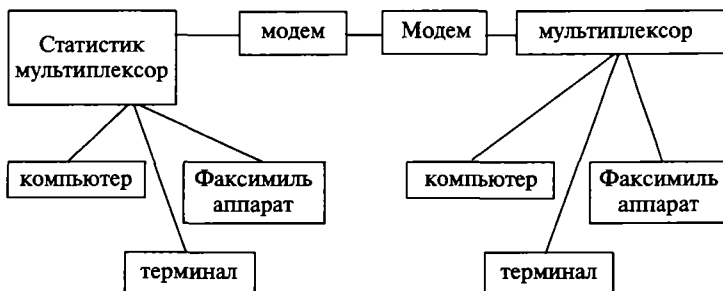 Статистик
мультиплексор
модем
Модем
мультиплексор
компьютер
Факсимиль
аппарат
терминал
компьютер
Факсимиль
аппарат
терминал